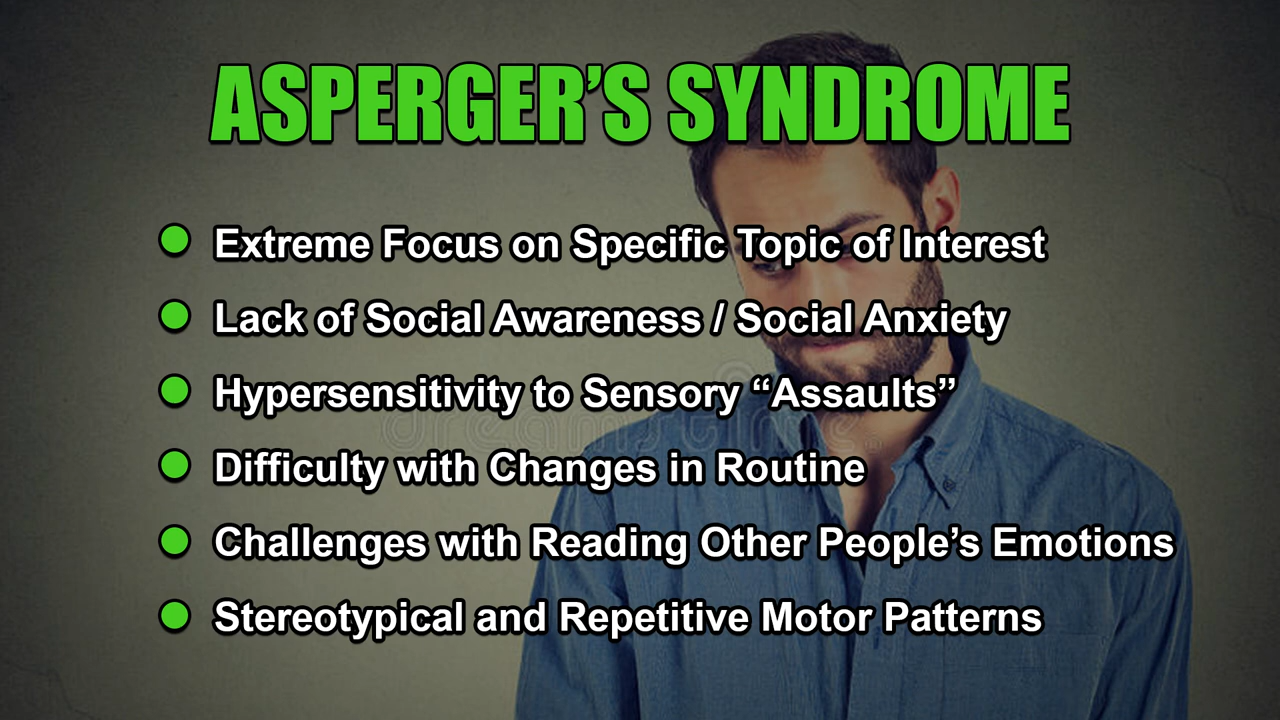 ASPERGER’S SYNDROME
Extreme Focus on Specific Topic of Interest
Lack of Social Awareness / Social Anxiety
Hypersensitivity to Sensory “Assaults”
dreamstime.
Difficulty with Changes in Routine
Challenges with Reading Other People’s Emotions
Stereotypical and Repetitive Motor Patterns